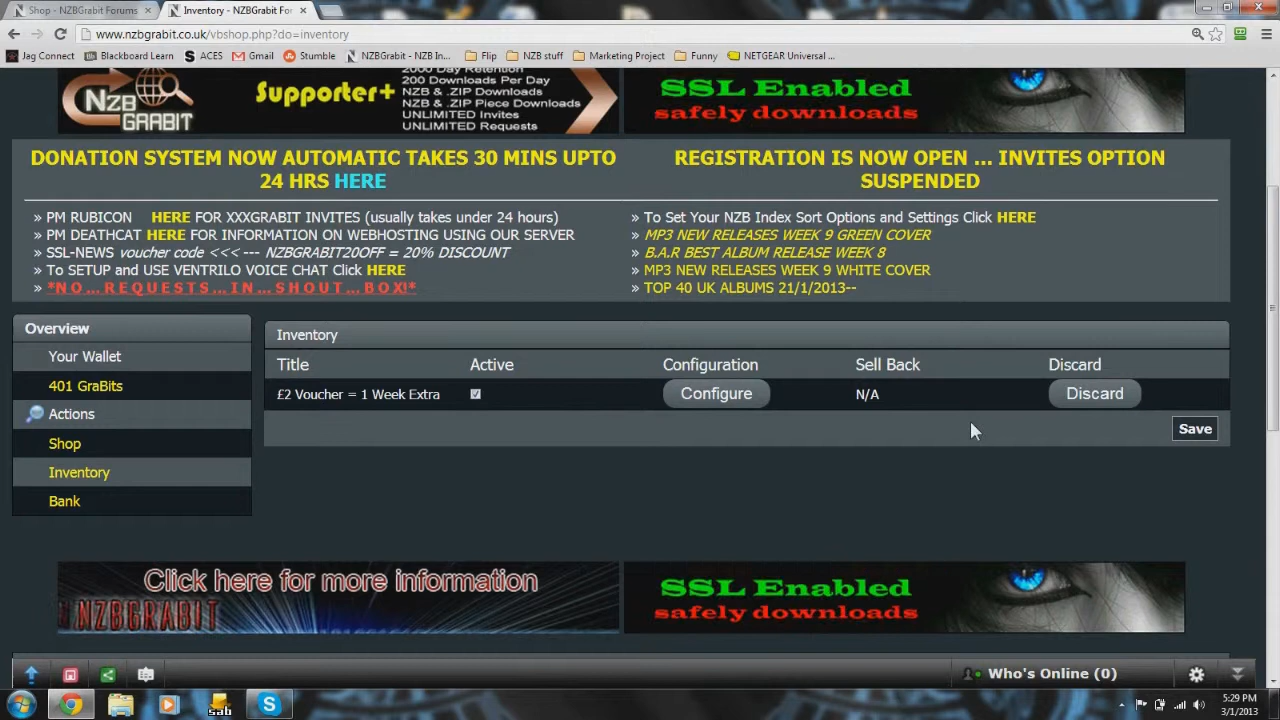 Shop - NZBGrabit Forums
Inventory - NZBGrabit For
www.nzbgrabit.co.uk/vbshop.php?do=inventory
Jag Connect
Blackboard Learn
ACES
Gmail
Stumble
NZBGrabit - NZB In...
Flip
NZB stuff
Marketing Project
Funny
NETGEAR Universal ...
NZB
GRABIT
Supporter+
2000 Day Retention
200 Downloads Per Day
NZB & .ZIP Downloads
NZB & .ZIP Piece Downloads
UNLIMITED Invites
UNLIMITED Requests
SSL Enabled
safely downloads
DONATION SYSTEM NOW AUTOMATIC TAKES 30 MINS UPTO
24 HRS HERE
» PM RUBICON HERE FOR XXXGRABIT INVITES (usually takes under 24 hours)
» PM DEATHCAT HERE FOR INFORMATION ON WEBHOSTING USING OUR SERVER
» SSL-NEWS voucher code <<< --- NZBGRABIT20OFF = 20% DISCOUNT
» To SETUP and USE VENTRILO VOICE CHAT Click HERE
» *N O ... R E Q U E S T S ... I N ... S H O U T ... B O X!*
REGISTRATION IS NOW OPEN ... INVITES OPTION
SUSPENDED
» To Set Your NZB Index Sort Options and Settings Click HERE
» MP3 NEW RELEASES WEEK 9 GREEN COVER
» B.A.R BEST ALBUM RELEASE WEEK 8
» MP3 NEW RELEASES WEEK 9 WHITE COVER
» TOP 40 UK ALBUMS 21/1/2013--
Overview
Your Wallet
401 GraBits
Actions
Shop
Inventory
Bank
Inventory
Title Active Configuration Sell Back Discard
£2 Voucher = 1 Week Extra Configure N/A Discard
Save
Click here for more information
NZBGRABIT
SSL Enabled
safely downloads
Who's Online (0)
sab
5:29 PM
3/1/2013